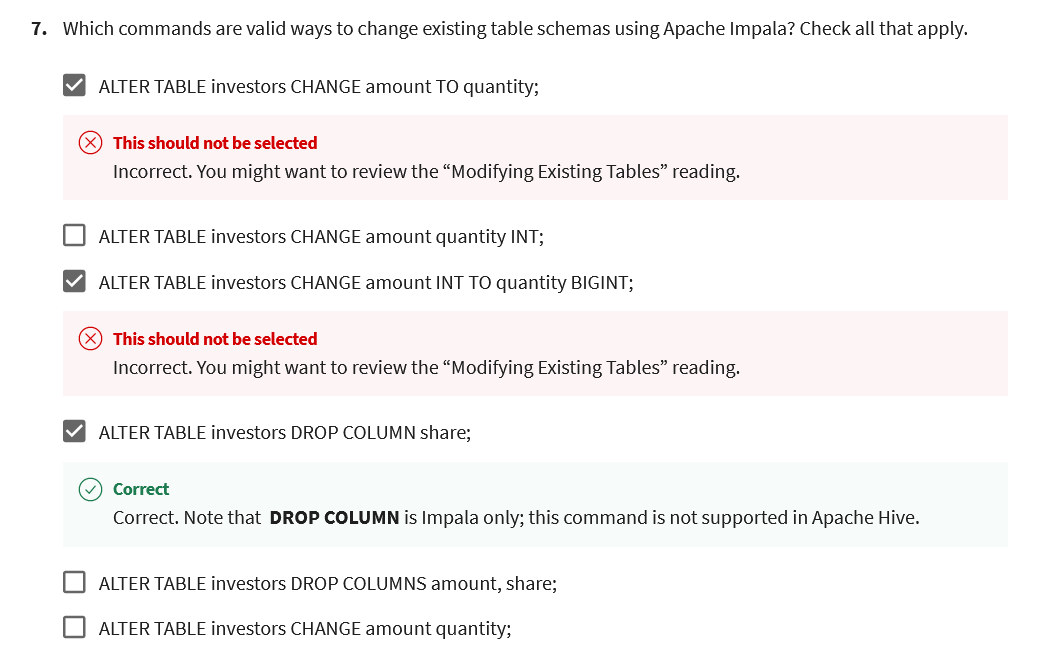 7. Which commands are valid ways to change existing table schemas using Apache Impala? Check all that apply.
ALTER TABLE investors CHANGE amount TO quantity;
This should not be selected
Incorrect. You might want to review the “Modifying Existing Tables” reading.
ALTER TABLE investors CHANGE amount quantity INT;
ALTER TABLE investors CHANGE amount INT TO quantity BIGINT;
This should not be selected
Incorrect. You might want to review the “Modifying Existing Tables” reading.
ALTER TABLE investors DROP COLUMN share;
Correct
Correct. Note that DROP COLUMN is Impala only; this command is not supported in Apache Hive.
ALTER TABLE investors DROP COLUMNS amount, share;
ALTER TABLE investors CHANGE amount quantity;